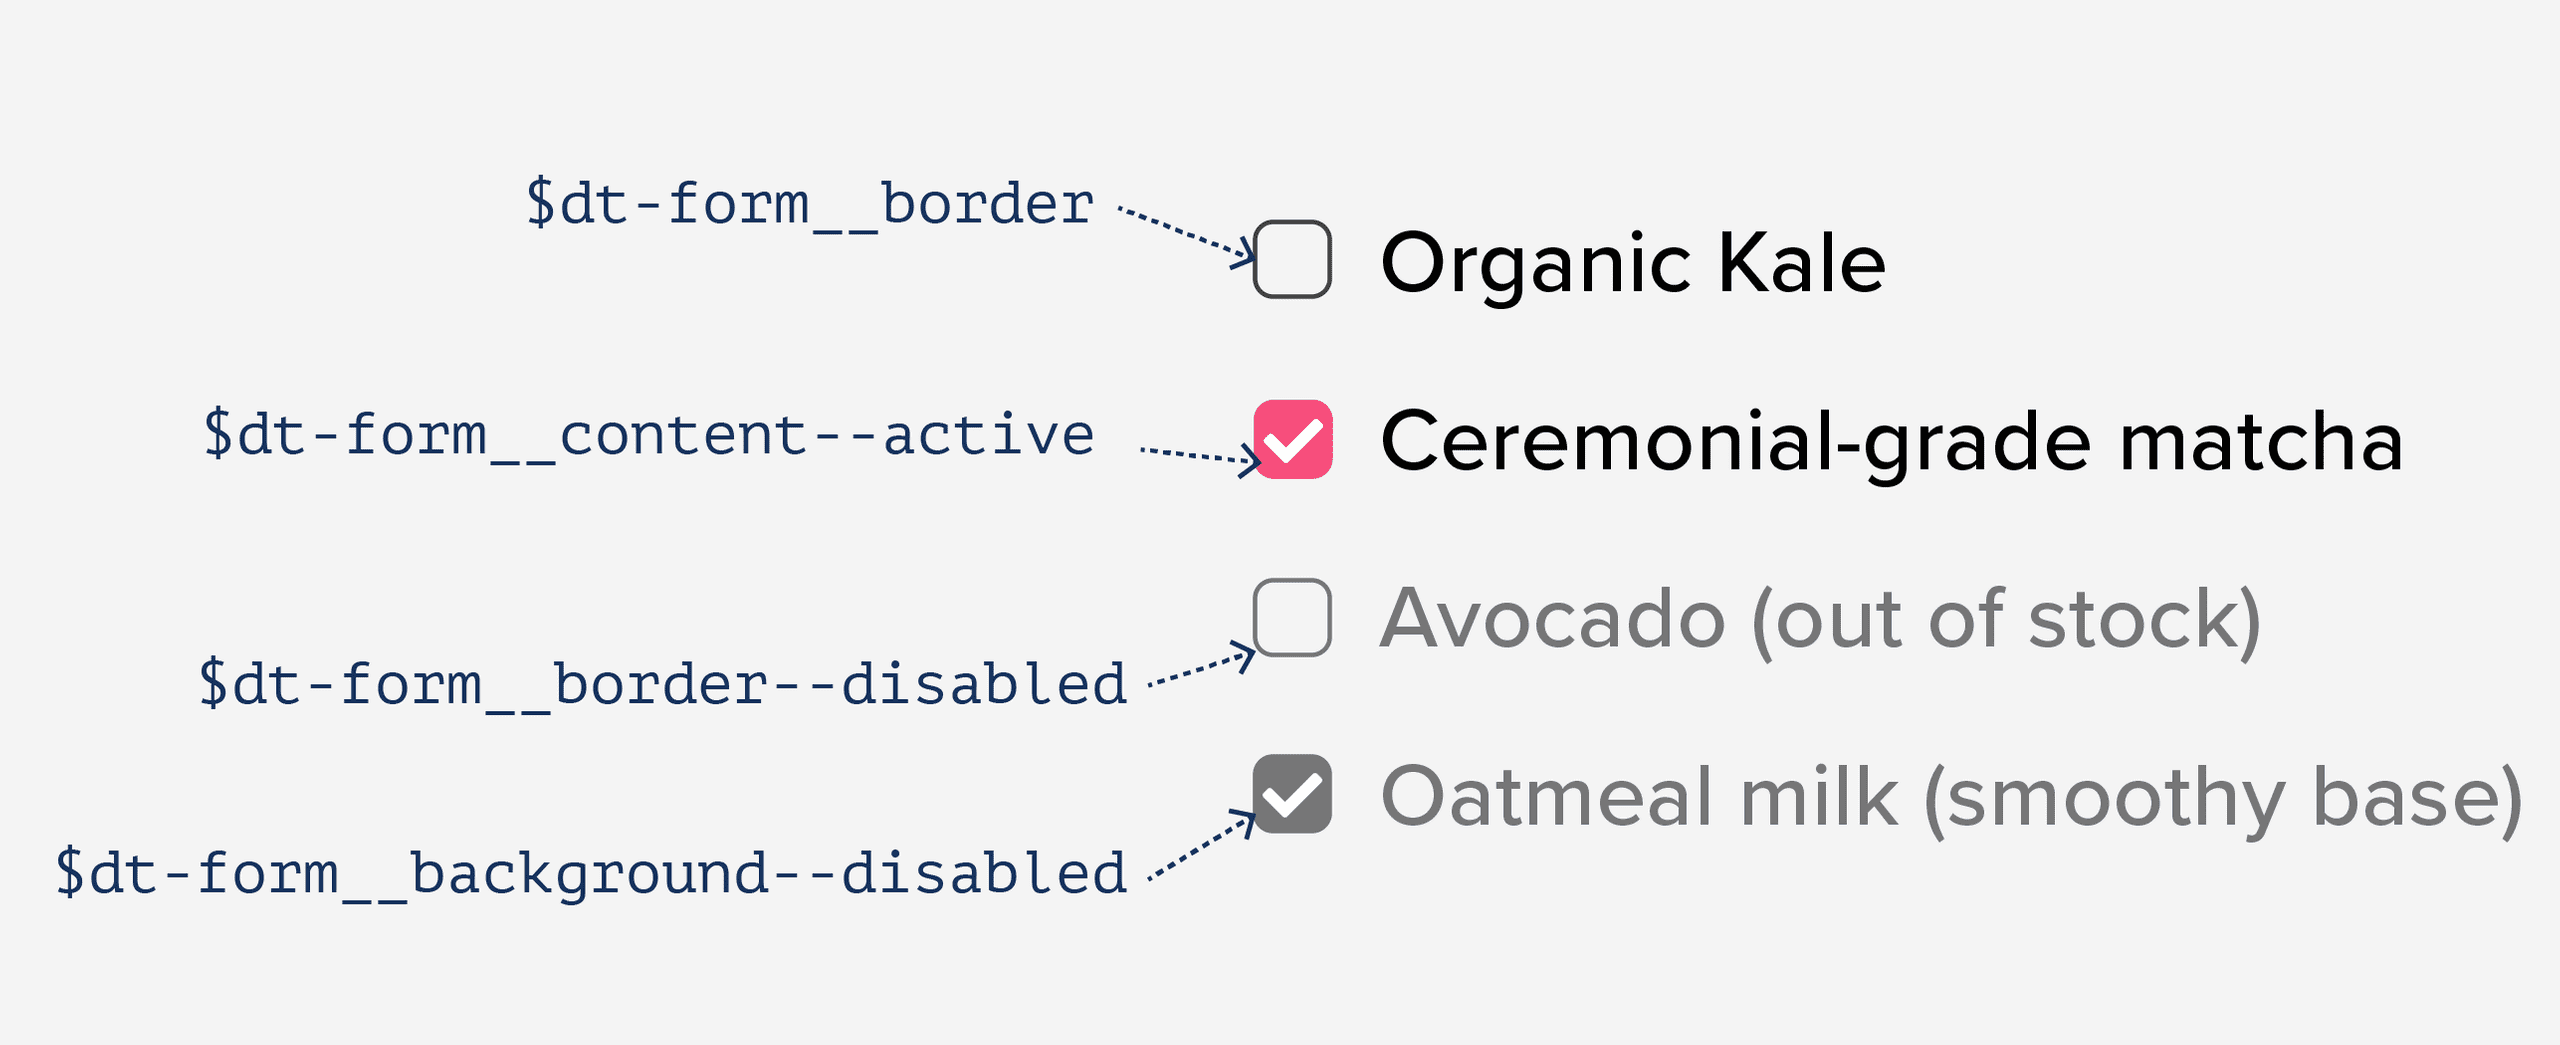 $dt-form__border
Organic Kale
$dt-form__content--active
Ceremonial-grade matcha
Avocado (out of stock)
$dt-form__border--disabled
Oatmeal milk (smoothy base)
$dt-form__background--disabled